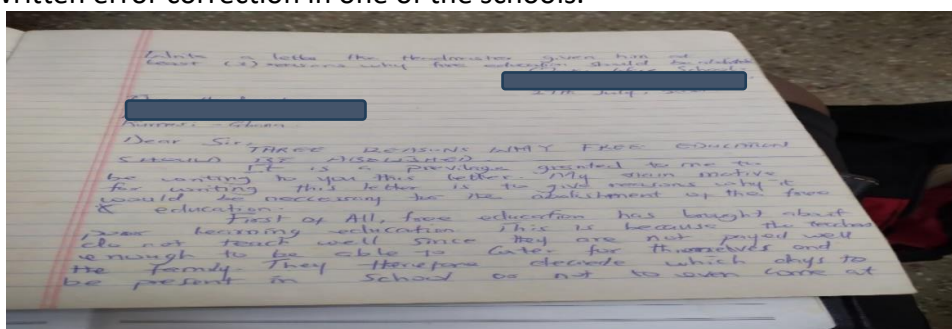 written error correction in one of the schools.
Write a letter the Headmaster given him at
least (3) reasons why free education should be
Schools
27th July,
Ghana
Dear Sir,
THREE REASONS WHY FREE EDUCATION
SHOULD BE
It is a previlage granted to me to
be writing to you this letter. My main motive
for writing this letter is to give reasons why it
would be neccessary for the abolishment of the free
education.
First of All, free education has bought about
poor learning education This is because the teachers
do not teach well since they are not payed well
enough to be able to cater for themselves and
the family. They therefore decide which days to
be present in School or not to even come at